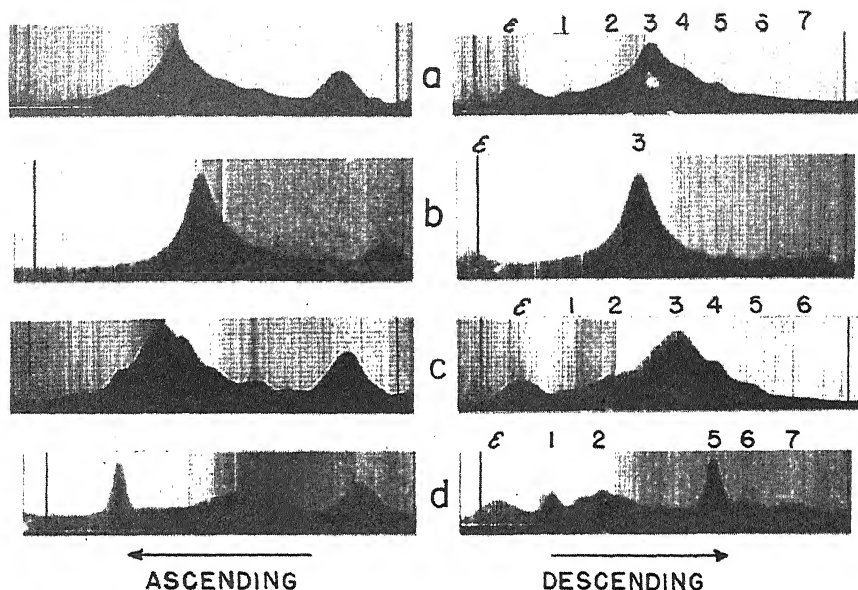 ε 1 2 3 4 5 6 7
a
ε 3
b
ε 1 2 3 4 5 6
c
ε 1 2 5 6 7
d
ASCENDING DESCENDING